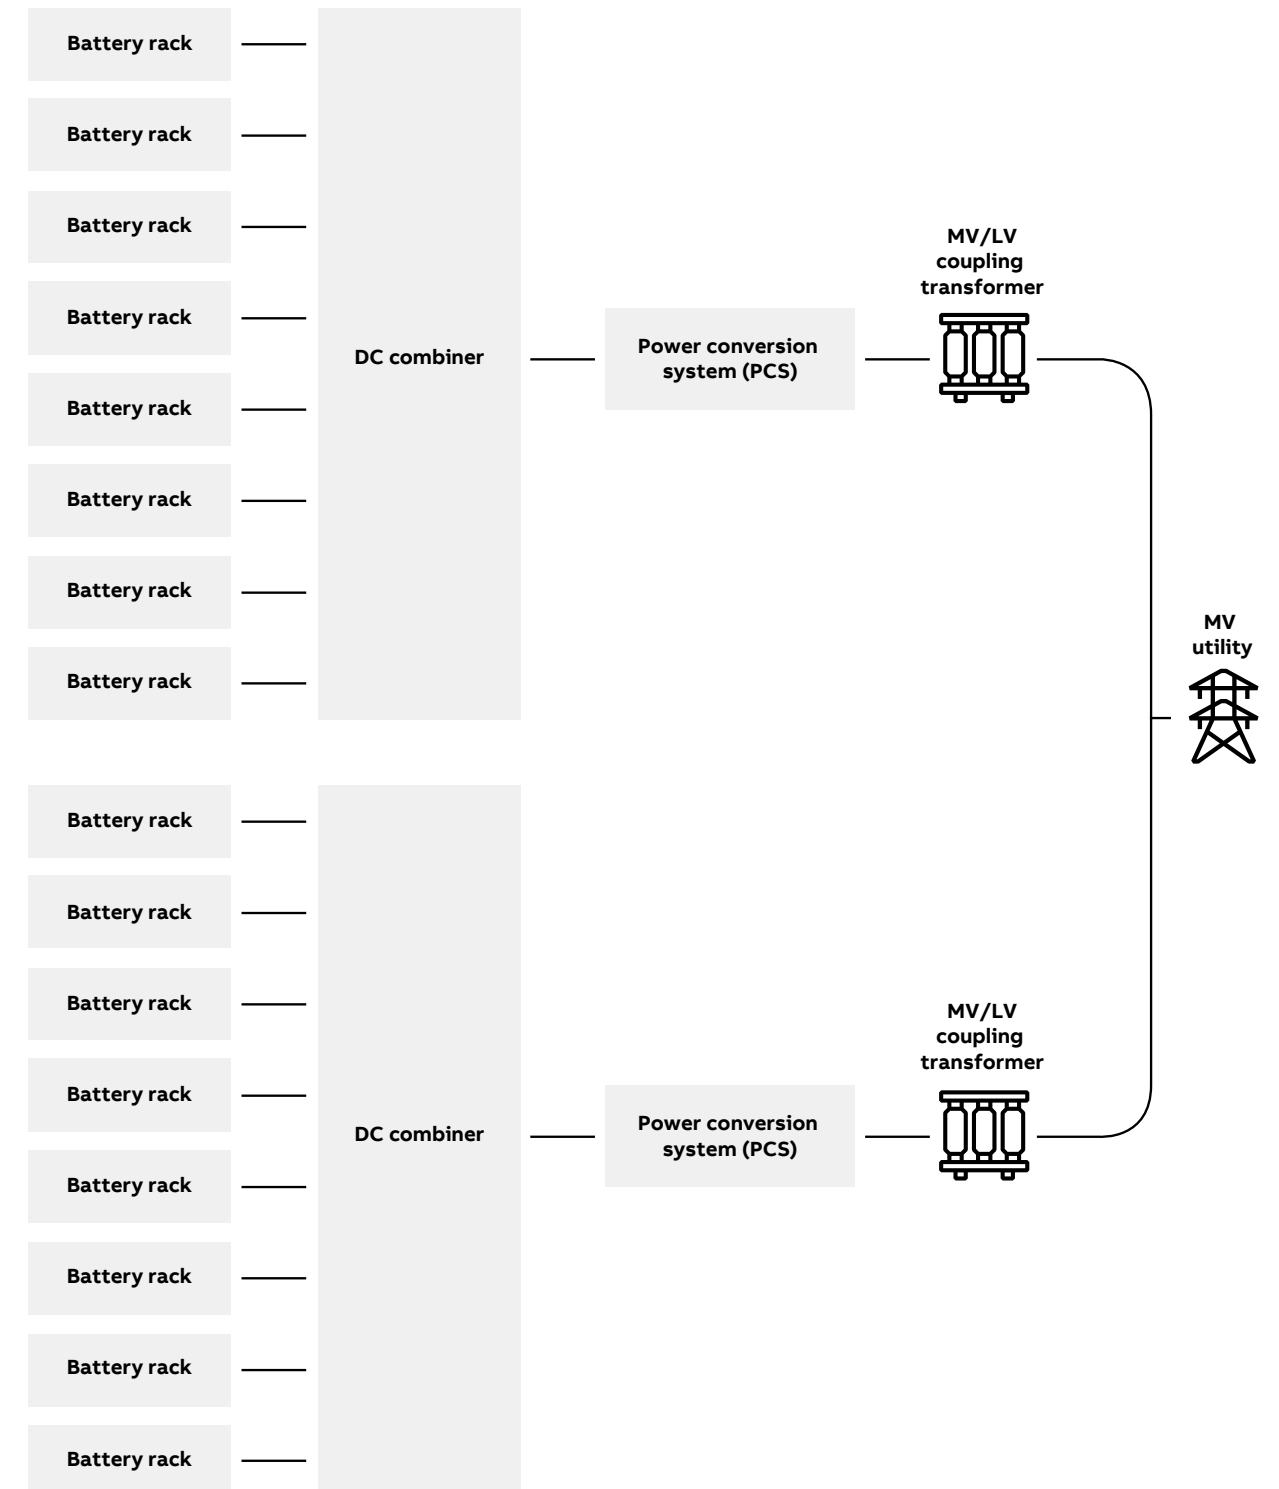 Battery rack
Battery rack
Battery rack
Battery rack
Battery rack
Battery rack
Battery rack
Battery rack
DC combiner
Power conversion
system (PCS)
MV/LV
coupling
transformer
MV
utility
Battery rack
Battery rack
Battery rack
Battery rack
Battery rack
Battery rack
Battery rack
Battery rack
DC combiner
Power conversion
system (PCS)
MV/LV
coupling
transformer